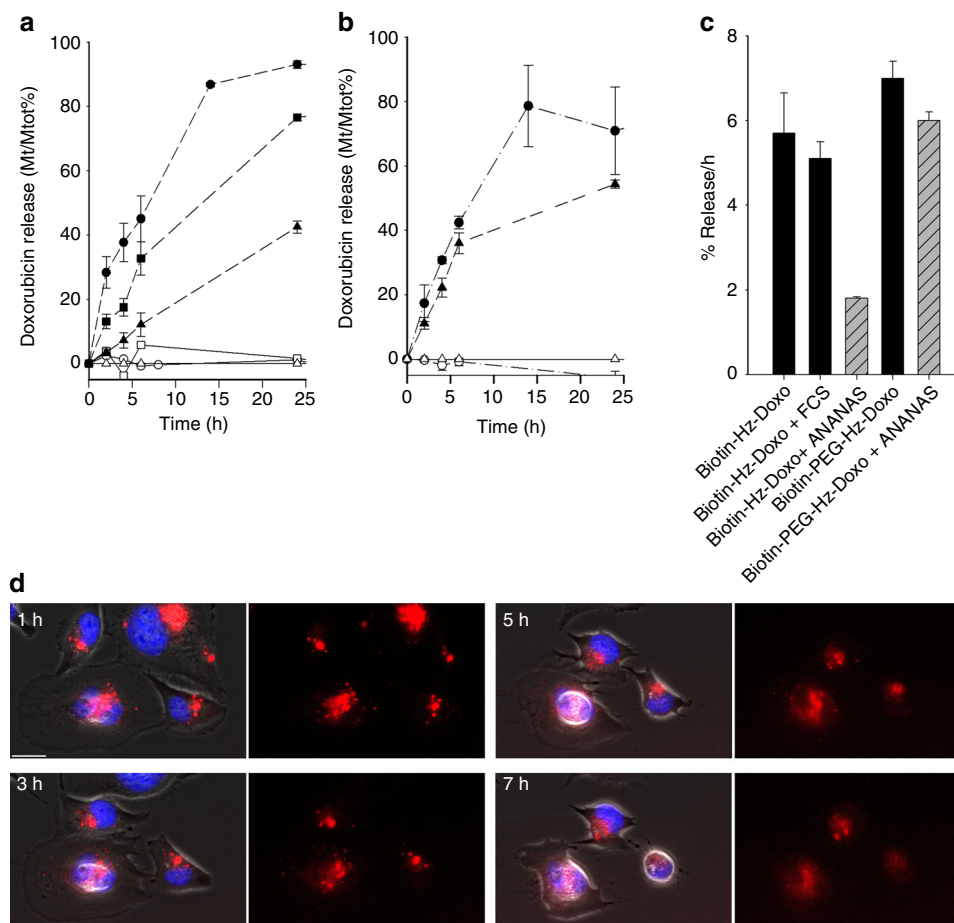 a
100
80
60
40
20
0
Doxorubicin release (Mt/Mtot%)
0
5
10
15
20
25
Time (h)
b
100
80
60
40
20
0
Doxorubicin release (Mt/Mtot%)
0
5
10
15
20
25
Time (h)
c
8
6
4
2
0
% Release/h
Biotin-Hz-Doxo
Biotin-Hz-Doxo + FCS
Biotin-Hz-Doxo+ ANANAS
Biotin-PEG-Hz-Doxo
Biotin-PEG-Hz-Doxo + ANANAS
d
1 h
5 h
3 h
7 h